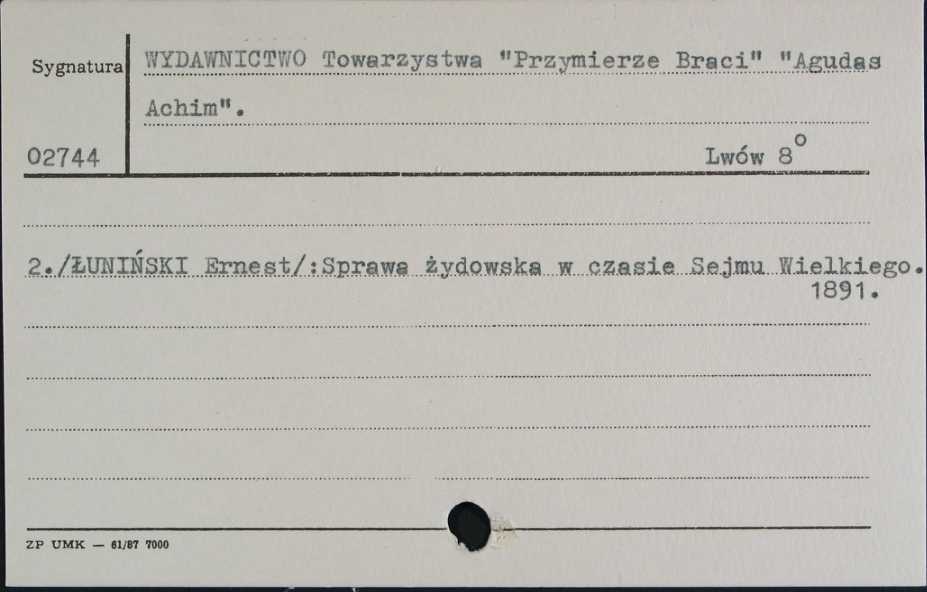 Sygnatura WYDAWNICTWO Towarzystwa "Przymierze Braci" "Agudas
Achim".
02744 Lwów 8°
2./ŁUNIŃSKI Ernest/:Sprawa żydowska w czasie Sejmu Wielkiego.
1891.
ZP UMK — 61/87 7000